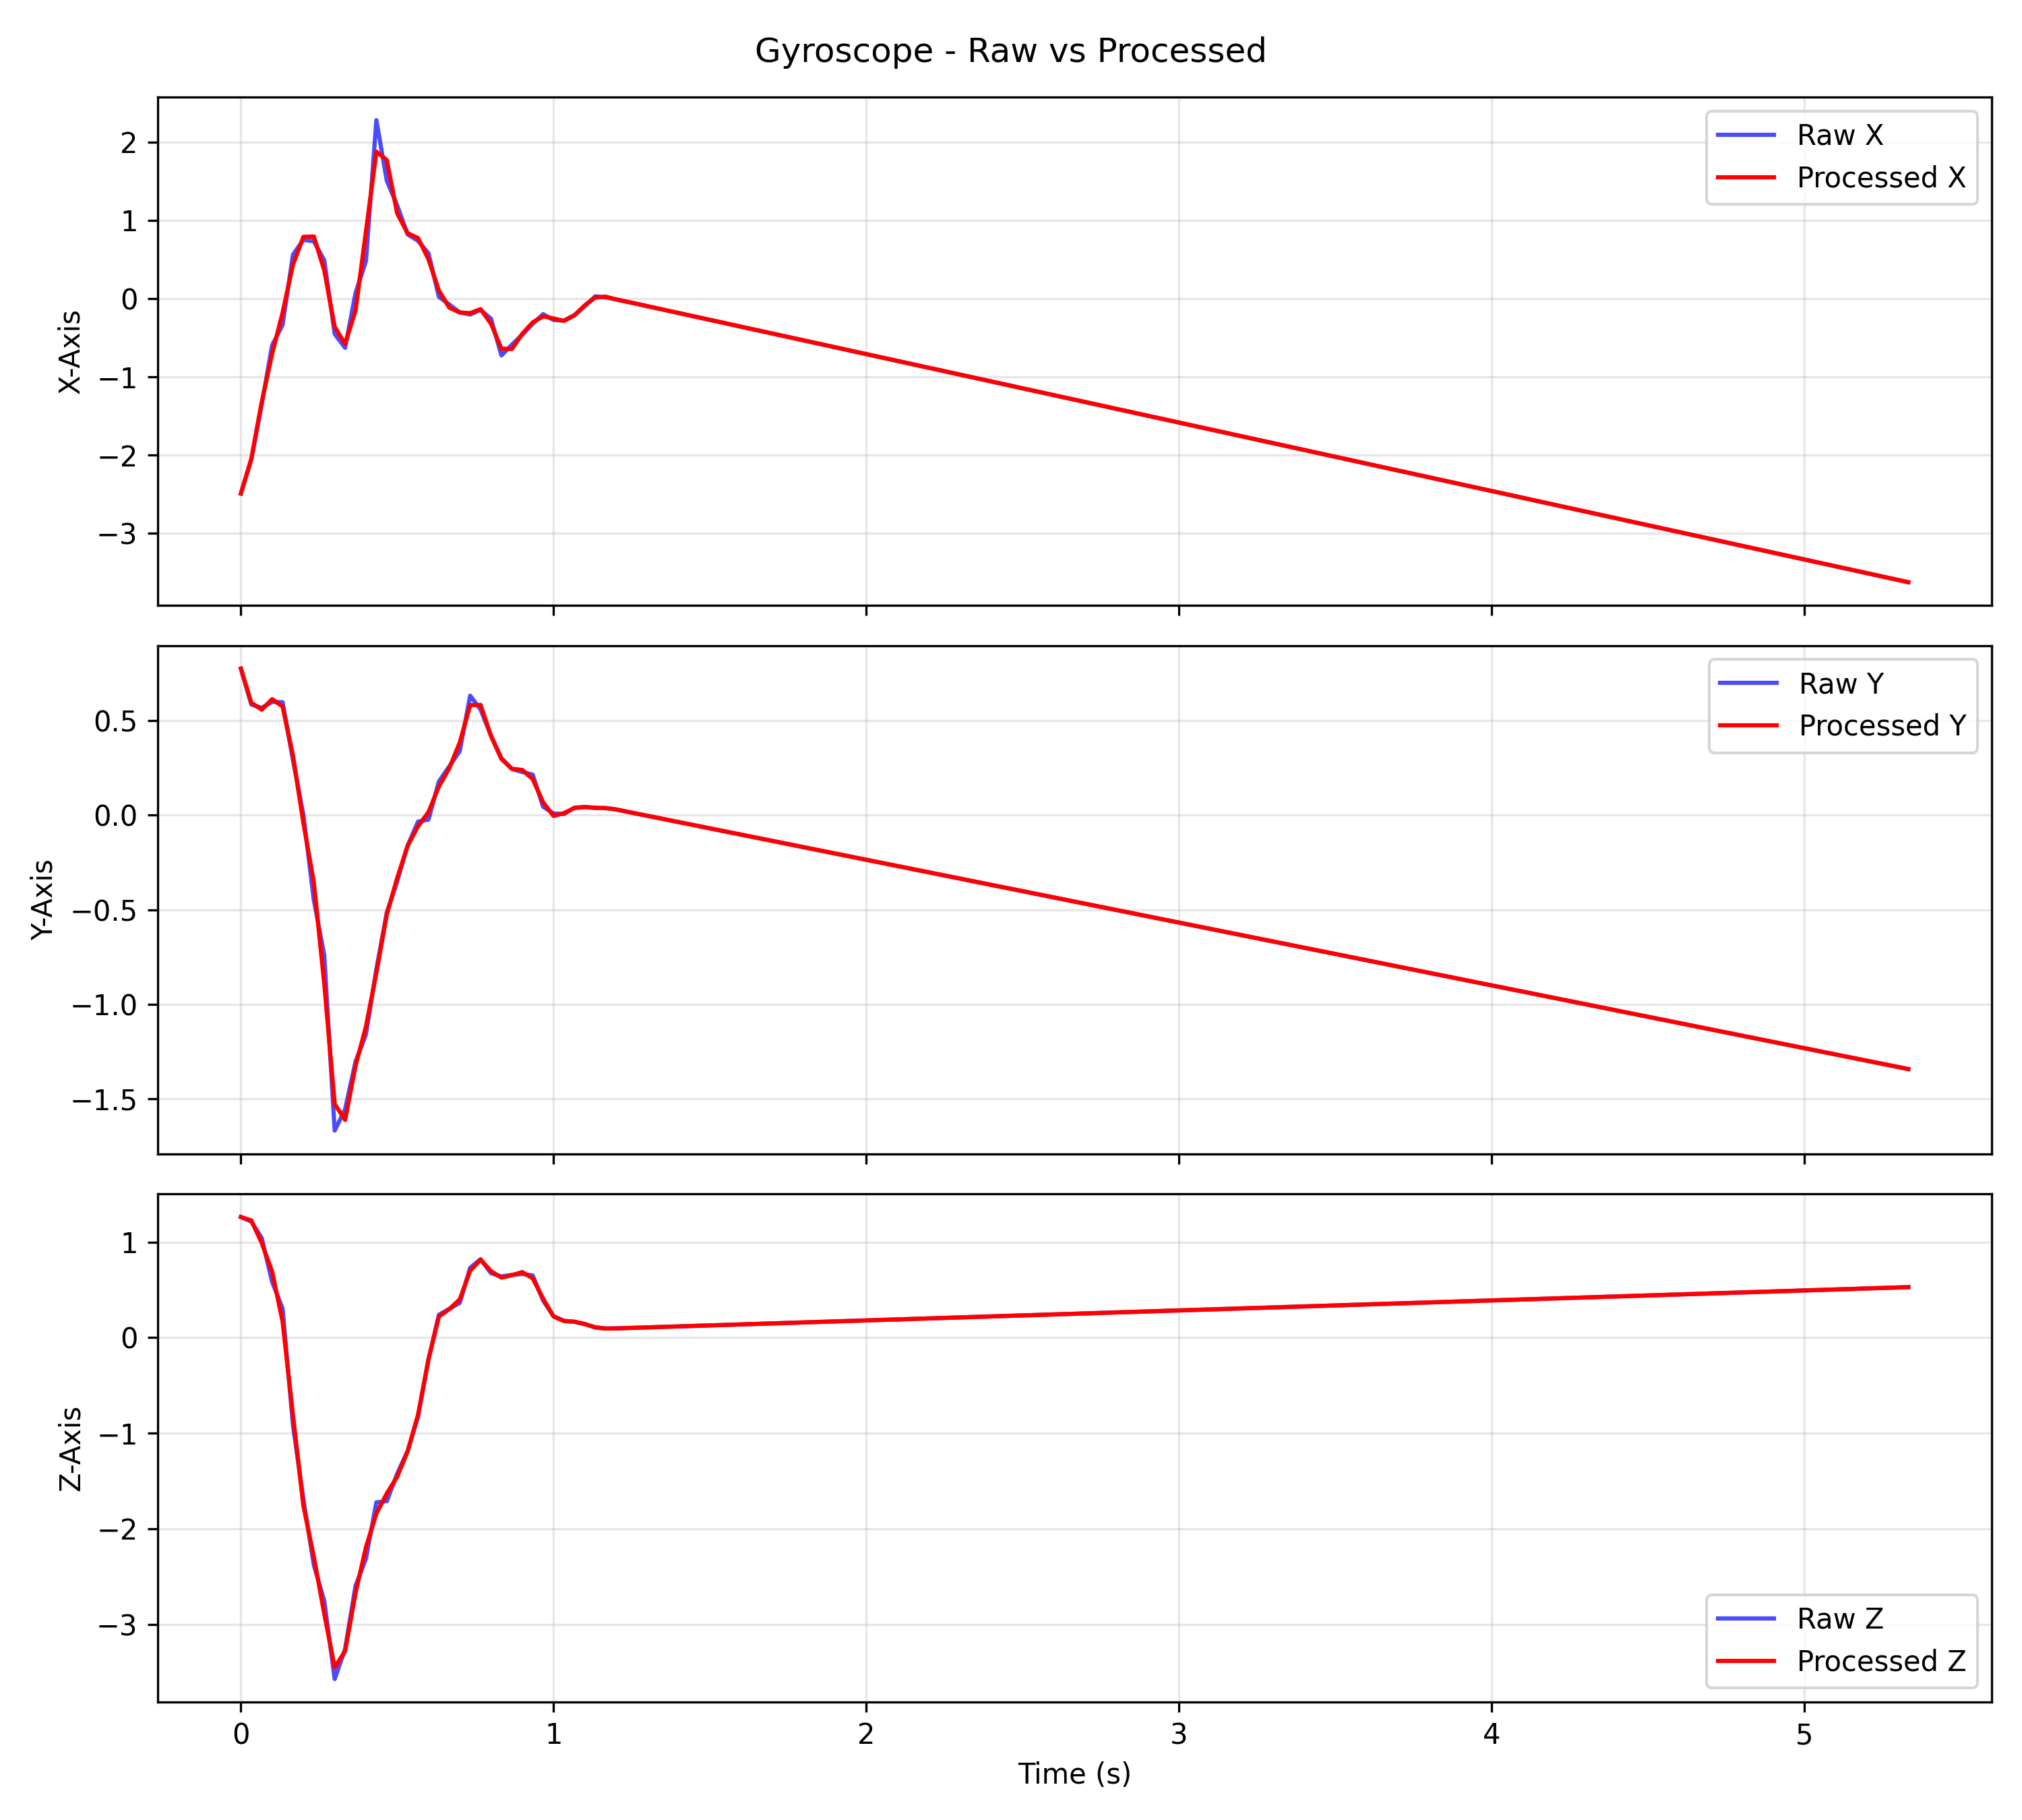 Gyroscope - Raw vs Processed
X-Axis
2
1
0
−1
−2
−3
Raw X
Processed X
Y-Axis
0.5
0.0
−0.5
−1.0
−1.5
Raw Y
Processed Y
Z-Axis
1
0
−1
−2
−3
Raw Z
Processed Z
0 1 2 3 4 5
Time (s)